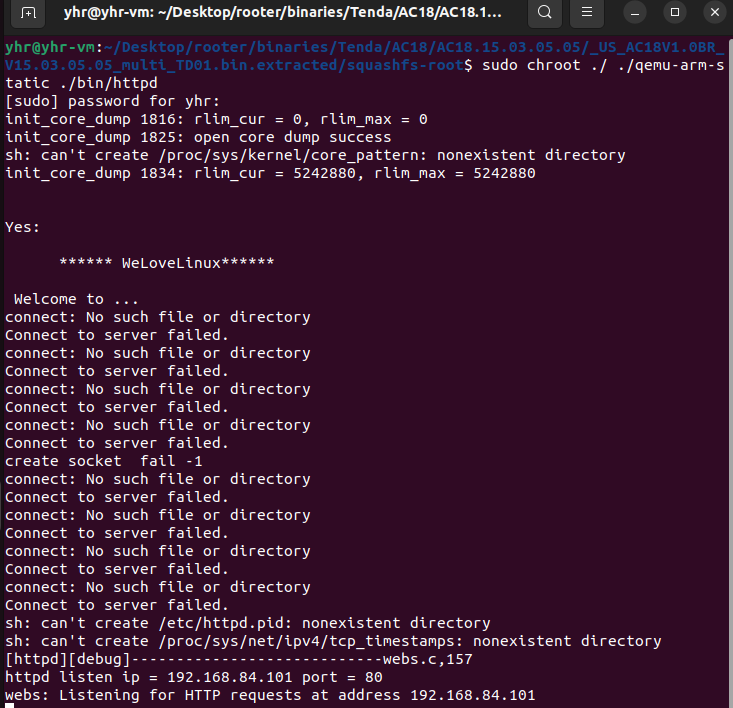 yhr@yhr-vm: ~/Desktop/rooter/binaries/Tenda/AC18/AC18.1...
yhr@yhr-vm:~/Desktop/rooter/binaries/Tenda/AC18/AC18.15.03.05.05/_US_AC18V1.0BR_
V15.03.05.05_multi_TD01.bin.extracted/squashfs-root$ sudo chroot ./ ./qemu-arm-s
tatic ./bin/httpd
[sudo] password for yhr:
init_core_dump 1816: rlim_cur = 0, rlim_max = 0
init_core_dump 1825: open core dump success
sh: can't create /proc/sys/kernel/core_pattern: nonexistent directory
init_core_dump 1834: rlim_cur = 5242880, rlim_max = 5242880
Yes:
****** WeLoveLinux******
Welcome to ...
connect: No such file or directory
Connect to server failed.
connect: No such file or directory
Connect to server failed.
connect: No such file or directory
Connect to server failed.
connect: No such file or directory
Connect to server failed.
create socket  fail -1
connect: No such file or directory
Connect to server failed.
connect: No such file or directory
Connect to server failed.
connect: No such file or directory
Connect to server failed.
connect: No such file or directory
Connect to server failed.
sh: can't create /etc/httpd.pid: nonexistent directory
sh: can't create /proc/sys/net/ipv4/tcp_timestamps: nonexistent directory
[httpd][debug]----------------------------webs.c,157
httpd listen ip = 192.168.84.101 port = 80
webs: Listening for HTTP requests at address 192.168.84.101